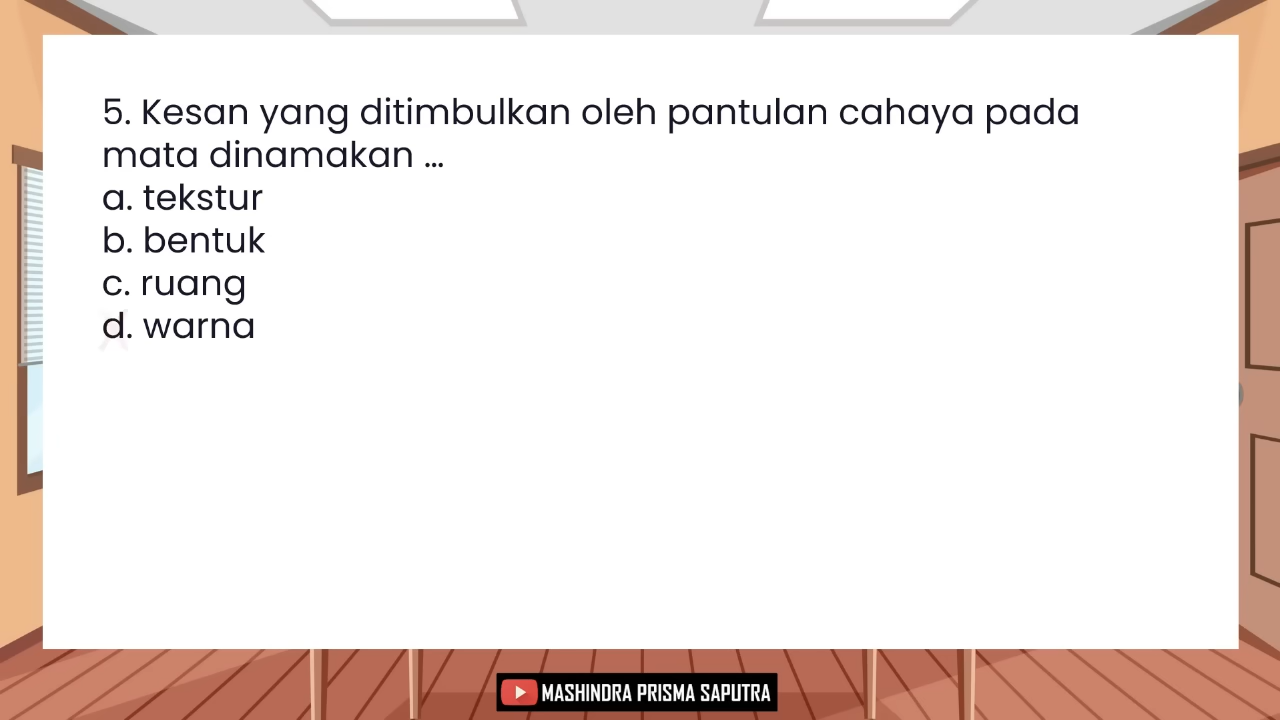 5. Kesan yang ditimbulkan oleh pantulan cahaya pada
mata dinamakan ...
a. tekstur
b. bentuk
c. ruang
d. warna
MASHINDRA PRISMA SAPUTRA